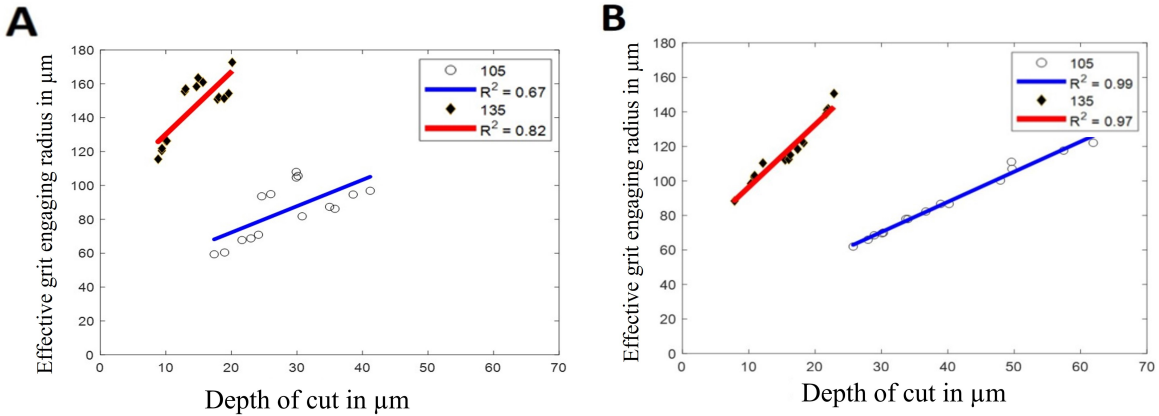 A
Effective grit engaging radius in µm
180
160
140
120
100
80
60
40
20
0
105
R² = 0.67
135
R² = 0.82
0 10 20 30 40 50 60 70
Depth of cut in µm
B
Effective grit engaging radius in µm
180
160
140
120
100
80
60
40
20
0
105
R² = 0.99
135
R² = 0.97
0 10 20 30 40 50 60 70
Depth of cut in µm